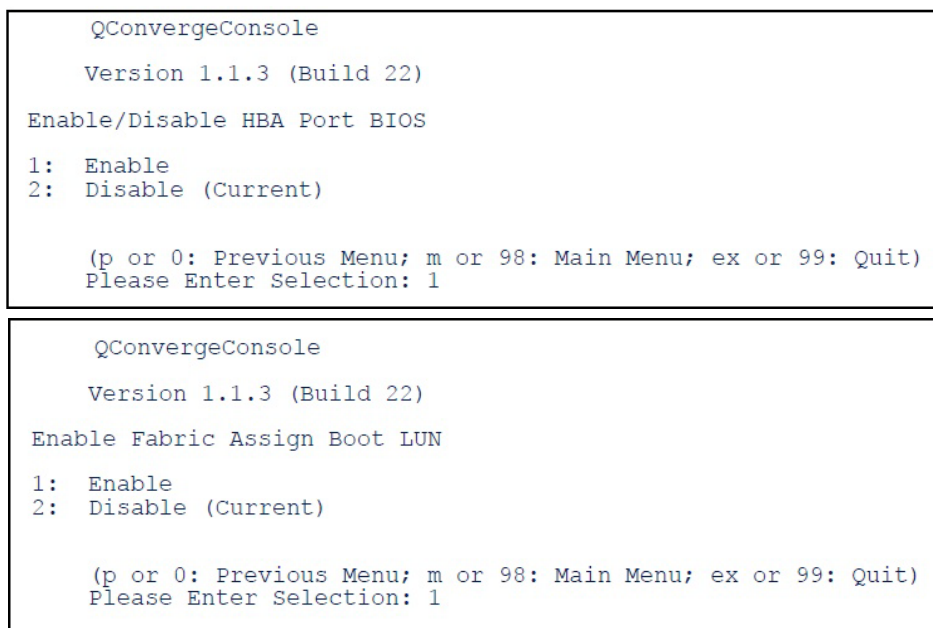 QConvergeConsole
Version 1.1.3 (Build 22)
Enable/Disable HBA Port BIOS
1: Enable
2: Disable (Current)
(p or 0: Previous Menu; m or 98: Main Menu; ex or 99: Quit)
Please Enter Selection: 1
QConvergeConsole
Version 1.1.3 (Build 22)
Enable Fabric Assign Boot LUN
1: Enable
2: Disable (Current)
(p or 0: Previous Menu; m or 98: Main Menu; ex or 99: Quit)
Please Enter Selection: 1